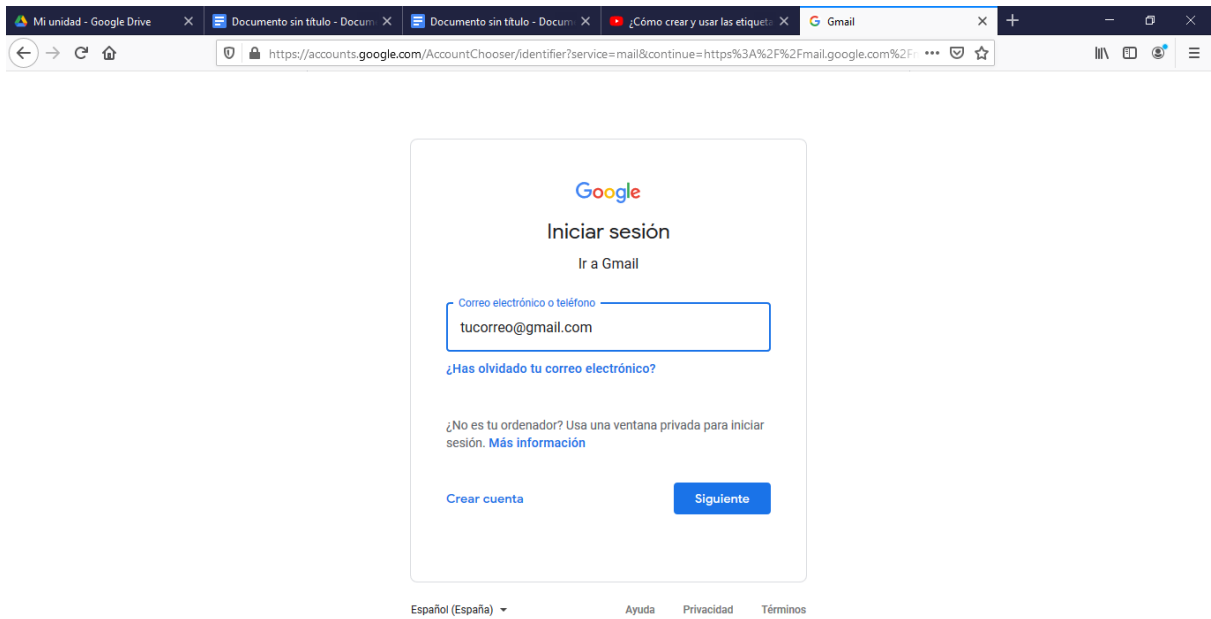 Mi unidad - Google Drive
Documento sin título - Docum
Documento sin título - Docum
¿Cómo crear y usar las etiqueta
Gmail
https://accounts.google.com/AccountChooser/identifier?service=mail&continue=https%3A%2F%2Fmail.google.com%2F
Google
Iniciar sesión
Ir a Gmail
Correo electrónico o teléfono
tucorreo@gmail.com
¿Has olvidado tu correo electrónico?
¿No es tu ordenador? Usa una ventana privada para iniciar
sesión. Más información
Crear cuenta
Siguiente
Español (España)
Ayuda
Privacidad
Términos